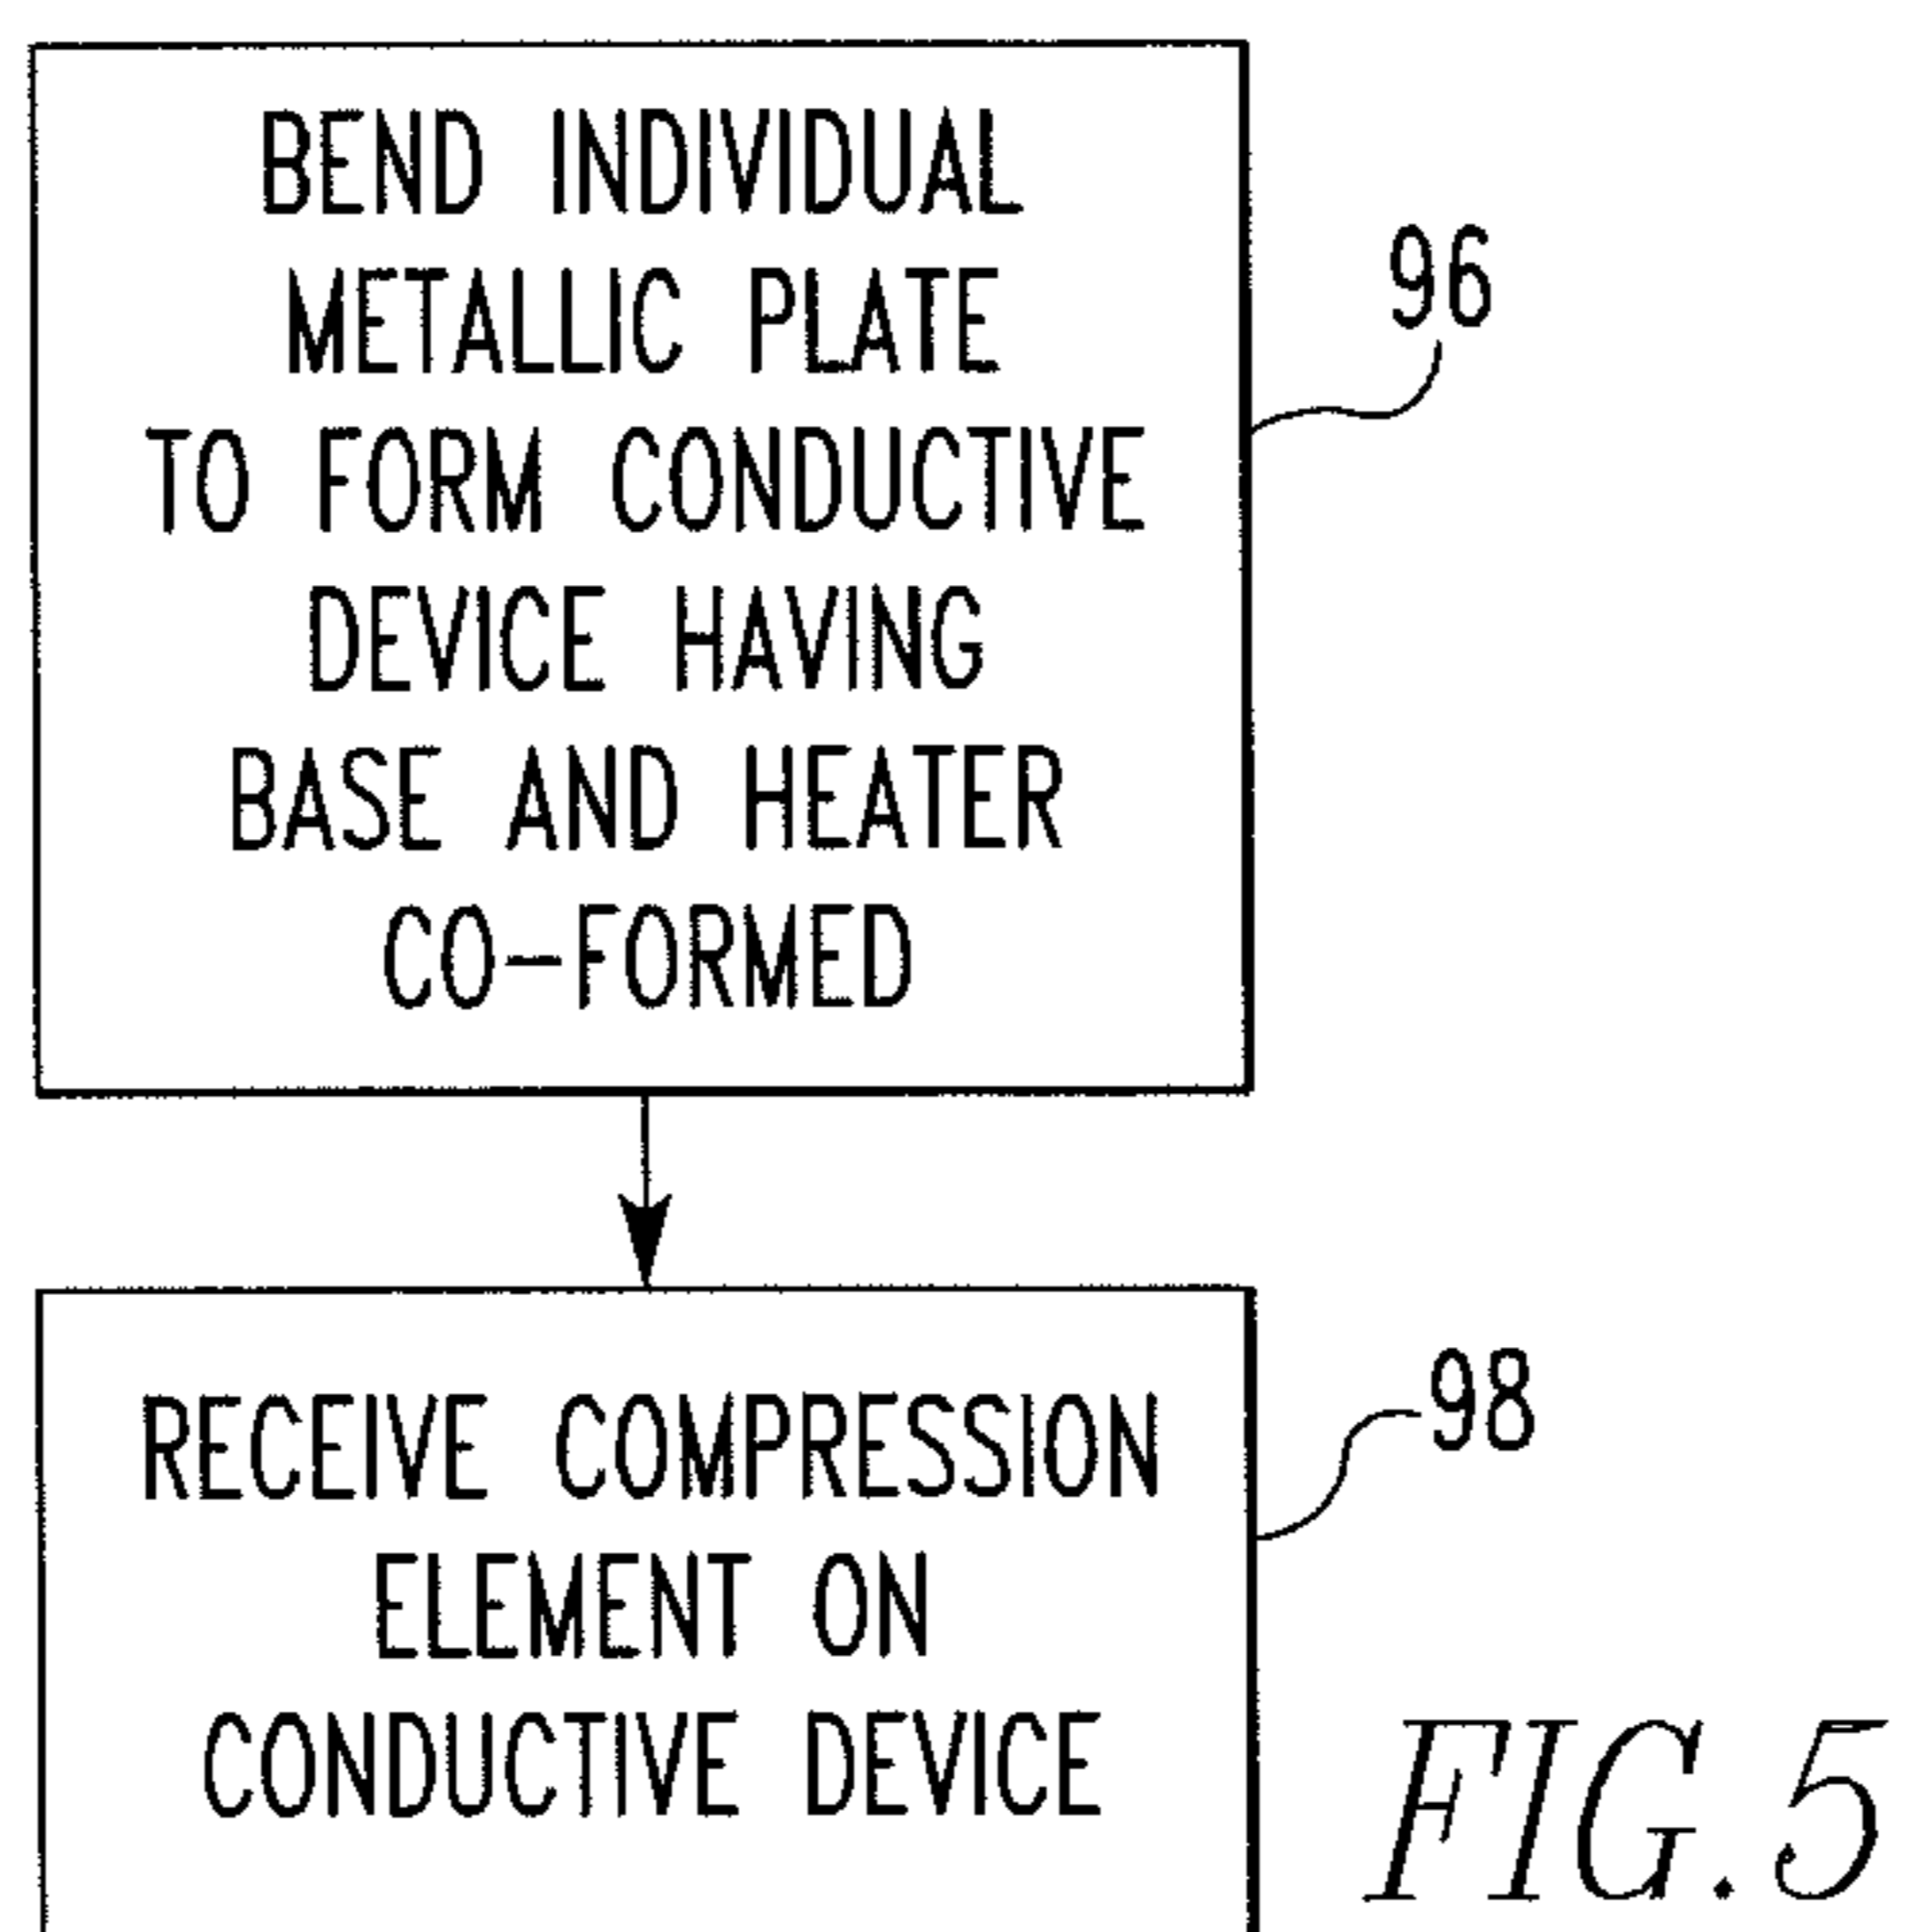 BEND INDIVIDUAL
METALLIC PLATE
TO FORM CONDUCTIVE
DEVICE HAVING
BASE AND HEATER
CO-FORMED
96
RECEIVE COMPRESSION
ELEMENT ON
CONDUCTIVE DEVICE
98
FIG.5